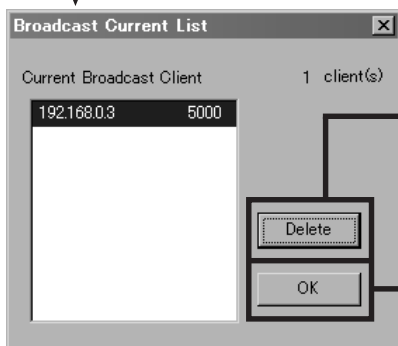 Broadcast Current List
Current Broadcast Client 1 client(s)
192.168.0.3 5000
Delete
OK